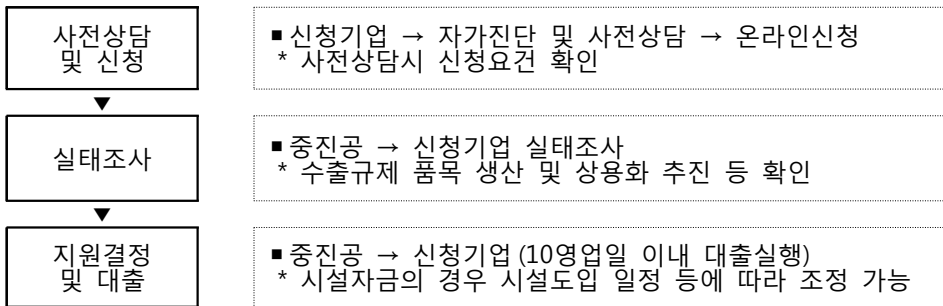 사전상담
및 신청
■ 신청기업 → 자가진단 및 사전상담 → 온라인신청
* 사전상담시 신청요건 확인
▼
실태조사
■ 중진공 → 신청기업 실태조사
* 수출규제 품목 생산 및 상용화 추진 등 확인
▼
지원결정
및 대출
■ 중진공 → 신청기업(10영업일 이내 대출실행)
* 시설자금의 경우 시설도입 일정 등에 따라 조정 가능